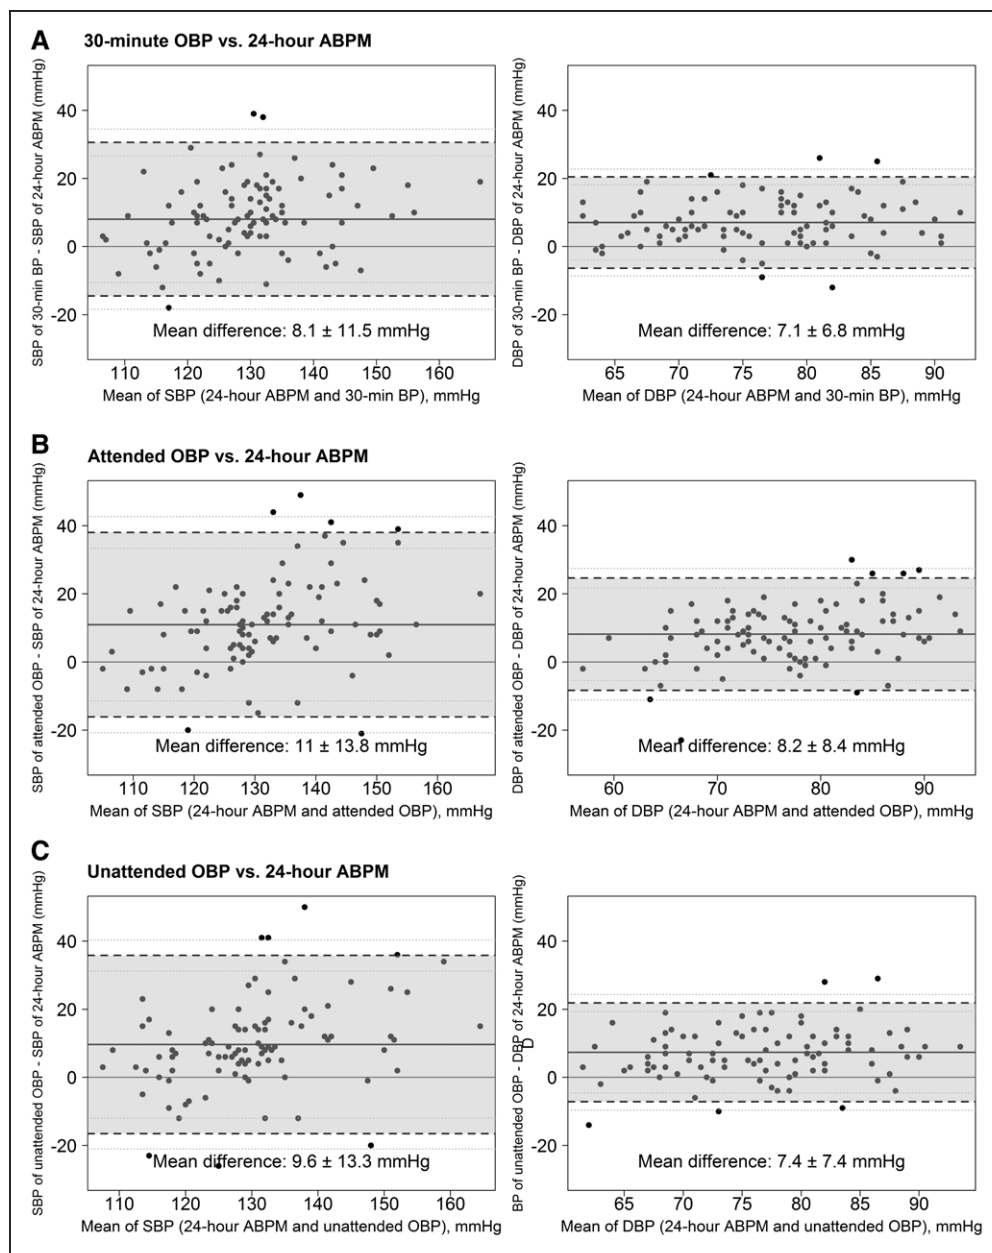 A
30-minute OBP vs. 24-hour ABPM
SBP of 30-min BP - SBP of 24-hour ABPM (mmHg)
40
20
0
-20
Mean difference: 8.1 ± 11.5 mmHg
110 120 130 140 150 160
Mean of SBP (24-hour ABPM and 30-min BP), mmHg
DBP of 30-min BP - DBP of 24-hour ABPM (mmHg)
40
20
0
-20
Mean difference: 7.1 ± 6.8 mmHg
65 70 75 80 85 90
Mean of DBP (24-hour ABPM and 30-min BP), mmHg
B
Attended OBP vs. 24-hour ABPM
SBP of attended OBP - SBP of 24-hour ABPM (mmHg)
40
20
0
-20
Mean difference: 11 ± 13.8 mmHg
110 120 130 140 150 160
Mean of SBP (24-hour ABPM and attended OBP), mmHg
DBP of attended OBP - DBP of 24-hour ABPM (mmHg)
40
20
0
-20
Mean difference: 8.2 ± 8.4 mmHg
60 70 80 90
Mean of DBP (24-hour ABPM and attended OBP), mmHg
C
Unattended OBP vs. 24-hour ABPM
SBP of unattended OBP - SBP of 24-hour ABPM (mmHg)
40
20
0
-20
Mean difference: 9.6 ± 13.3 mmHg
110 120 130 140 150 160
Mean of SBP (24-hour ABPM and unattended OBP), mmHg
BP of unattended OBP - DBP of 24-hour ABPM (mmHg)
D
40
20
0
-20
Mean difference: 7.4 ± 7.4 mmHg
65 70 75 80 85 90
Mean of DBP (24-hour ABPM and unattended OBP), mmHg